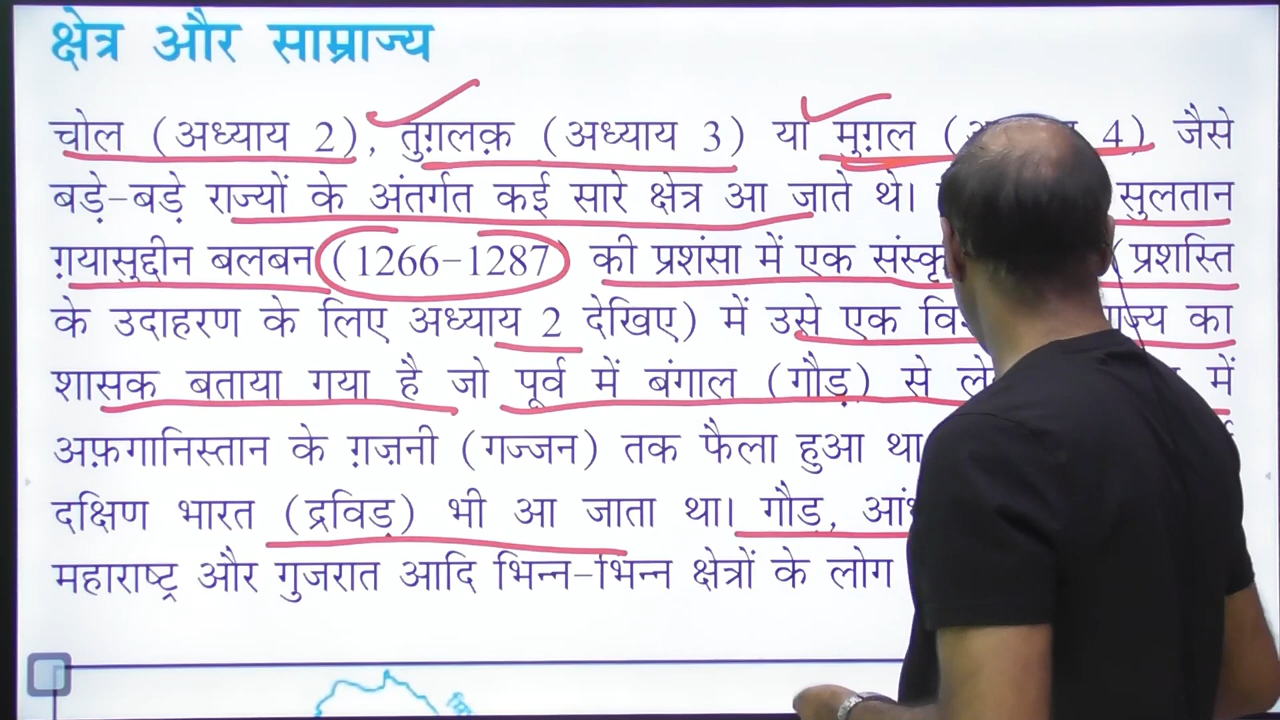 क्षेत्र और साम्राज्य
चोल (अध्याय 2), तुग़लक़ (अध्याय 3) या मुग़ल ( 4) जैसे
बड़े-बड़े राज्यों के अंतर्गत कई सारे क्षेत्र आ जाते थे। सुलतान
ग़यासुद्दीन बलबन (1266-1287) की प्रशंसा में एक (प्रशस्ति
के उदाहरण के लिए अध्याय 2 देखिए) में उसे एक का
शासक बताया गया है जो पूर्व में बंगाल (गौड़) से में
अफ़गानिस्तान के ग़ज़नी (गज्जन) तक फैला हुआ था
दक्षिण भारत (द्रविड़) भी आ जाता था। गौड़,
महाराष्ट्र और गुजरात आदि भिन्न-भिन्न क्षेत्रों के लोग